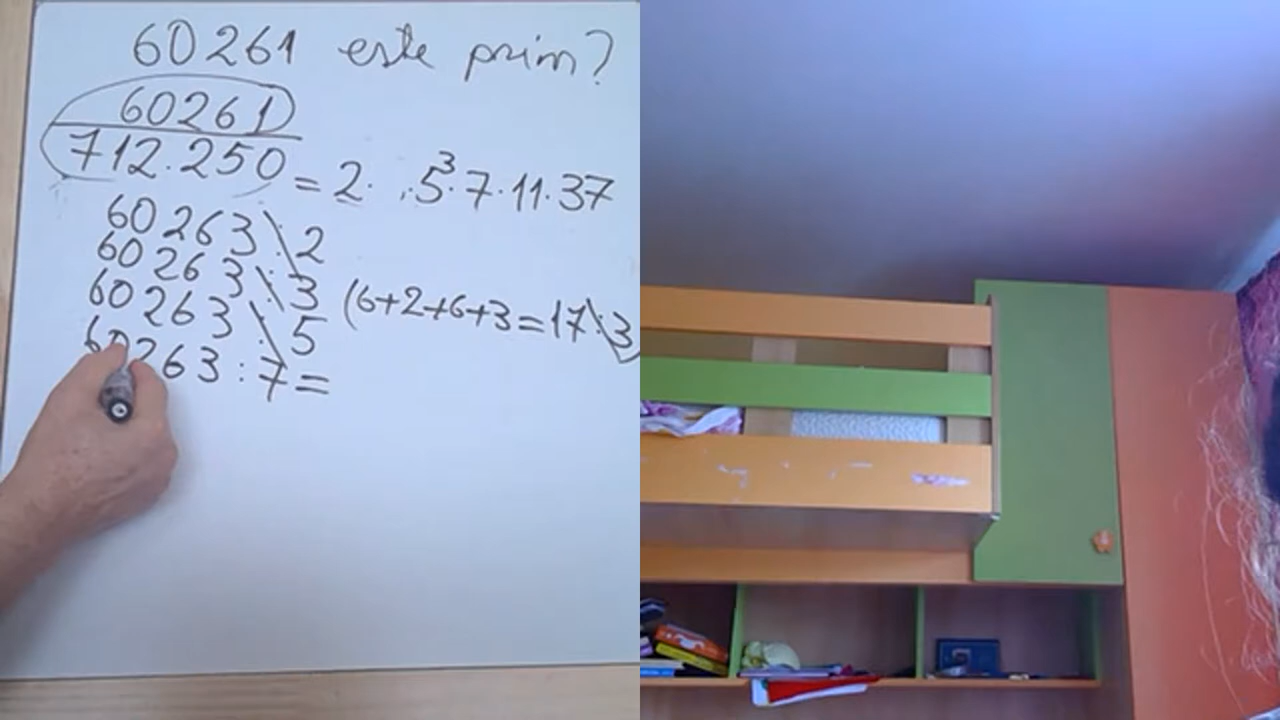 60261 este prim?
60261
712.250 = 2. .5³.7.11.37
60263 ⋮ 2
60263 ⋮ 3 (6+2+6+3=17⋮3)
60263 ⋮ 5
60263:7=